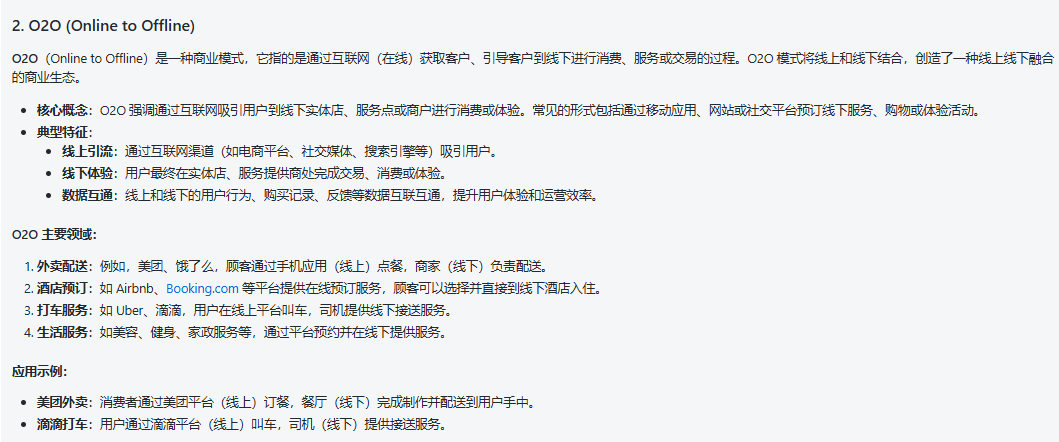 2. O2O (Online to Offline)
O2O（Online to Offline）是一种商业模式，它指的是通过互联网（在线）获取客户、引导客户到线下进行消费、服务或交易的过程。O2O 模式将线上和线下结合，创造了一种线上线下融合
的商业生态。
• 核心概念：O2O 强调通过互联网吸引用户到线下实体店、服务点或商户进行消费或体验。常见的形式包括通过移动应用、网站或社交平台预订线下服务、购物或体验活动。
• 典型特征：
• 线上引流：通过互联网渠道（如电商平台、社交媒体、搜索引擎等）吸引用户。
• 线下体验：用户最终在实体店、服务提供商处完成交易、消费或体验。
• 数据互通：线上和线下的用户行为、购买记录、反馈等数据互联互通，提升用户体验和运营效率。
O2O 主要领域：
1. 外卖配送：例如，美团、饿了么，顾客通过手机应用（线上）点餐，商家（线下）负责配送。
2. 酒店预订：如 Airbnb、Booking.com 等平台提供在线预订服务，顾客可以选择并直接到线下酒店入住。
3. 打车服务：如 Uber、滴滴，用户在线上平台叫车，司机提供线下接送服务。
4. 生活服务：如美容、健身、家政服务等，通过平台预约并在线下提供服务。
应用示例：
• 美团外卖：消费者通过美团平台（线上）订餐，餐厅（线下）完成制作并配送到用户手中。
• 滴滴打车：用户通过滴滴平台（线上）叫车，司机（线下）提供接送服务。